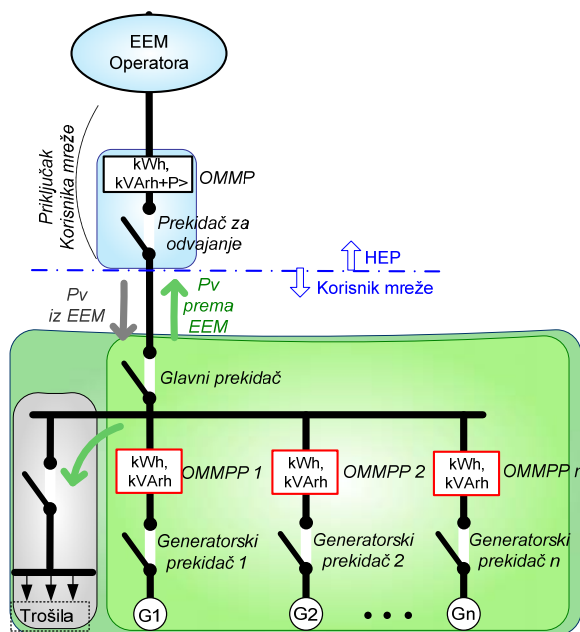 EEM
Operatora
Priključak
Korisnika mreže
kWh,
kVArh+P>
OMMP
Prekidač za
odvajanje
HEP
Korisnik mreže
Pv
iz EEM
Pv
prema
EEM
Glavni prekidač
kWh,
kVArh
OMMPP 1
kWh,
kVArh
OMMPP 2
kWh,
kVArh
OMMPP n
Generatorski
prekidač 1
Generatorski
prekidač 2
Generatorski
prekidač n
Trošila
G1
G2
• • •
Gn